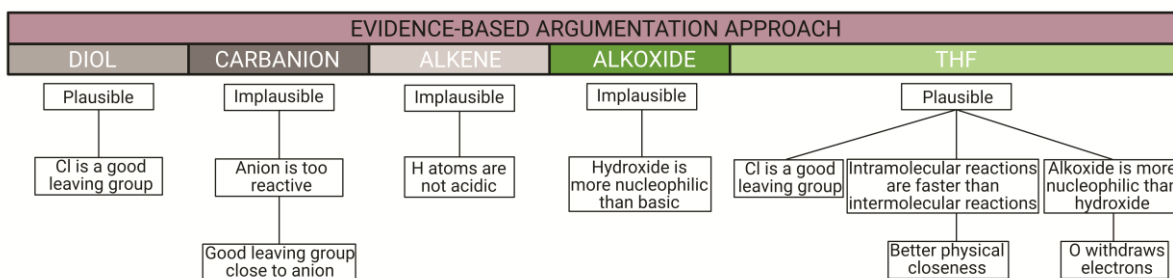 EVIDENCE-BASED ARGUMENTATION APPROACH
DIOL
CARBANION
ALKENE
ALKOXIDE
THF
Plausible
Implausible
Implausible
Implausible
Plausible
Cl is a good
leaving group
Anion is too
reactive
H atoms are
not acidic
Hydroxide is
more nucleophilic
than basic
Cl is a good
leaving group
Intramolecular reactions
are faster than
intermolecular reactions
Alkoxide is more
nucleophilic than
hydroxide
Good leaving group
close to anion
Better physical
closeness
O withdraws
electrons